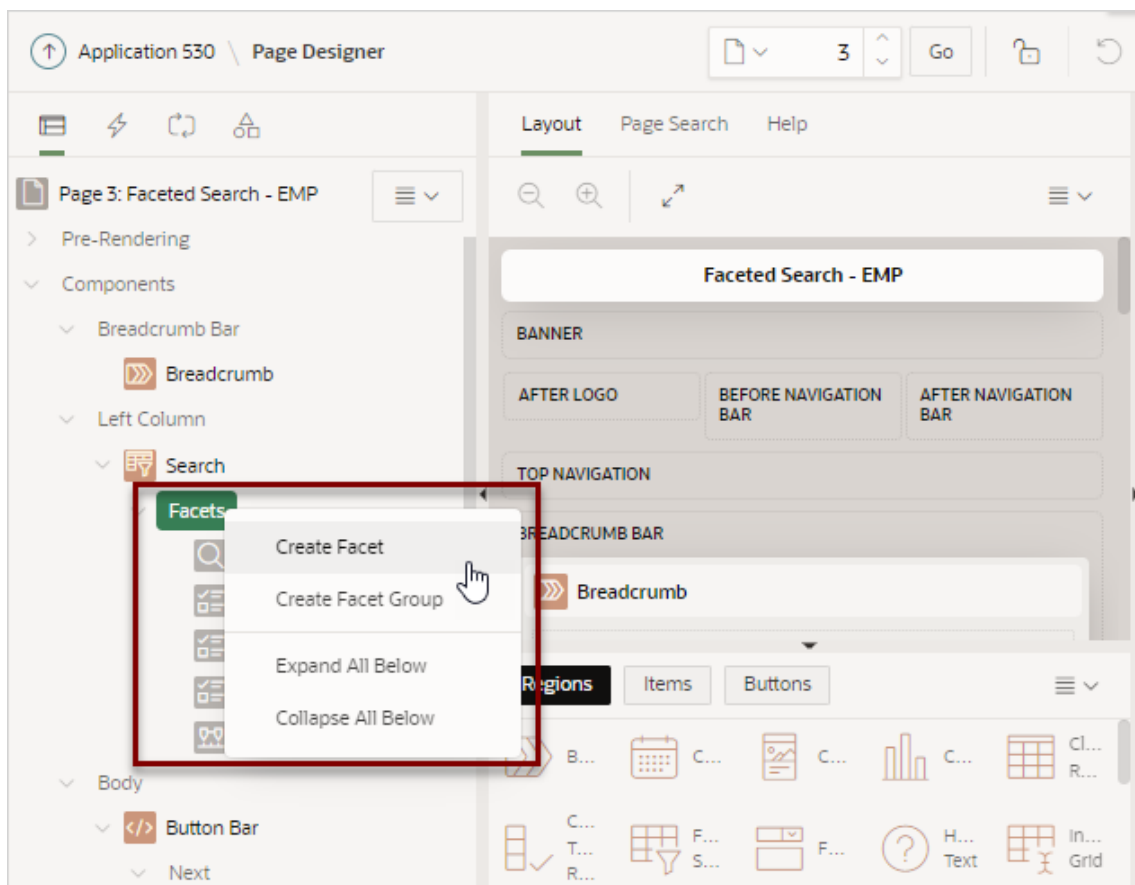 Application 530 \ Page Designer
3
Go
Layout Page Search Help
Page 3: Faceted Search - EMP
Pre-Rendering
Components
Breadcrumb Bar
Breadcrumb
Left Column
Search
Facets
Create Facet
Create Facet Group
Expand All Below
Collapse All Below
Body
Button Bar
Next
Faceted Search - EMP
BANNER
AFTER LOGO
BEFORE NAVIGATION
BAR
AFTER NAVIGATION
BAR
TOP NAVIGATION
BREADCRUMB BAR
Breadcrumb
Regions Items Buttons
B...
C...
C...
C...
Cl...
R...
C...
T...
R...
F...
S...
F...
H...
Text
In...
Grid